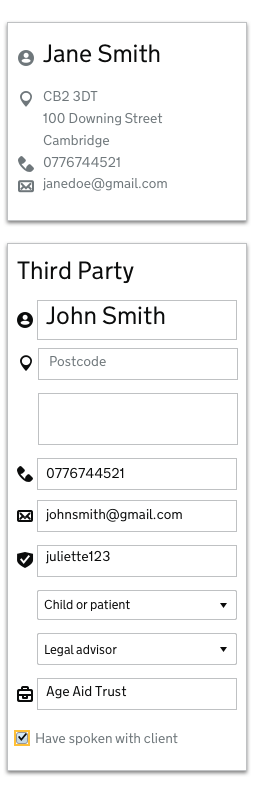 Jane Smith
CB2 3DT
100 Downing Street
Cambridge
0776744521
janedoe@gmail.com
Third Party
John Smith
Postcode
0776744521
johnsmith@gmail.com
juliette123
Child or patient
Legal advisor
Age Aid Trust
Have spoken with client